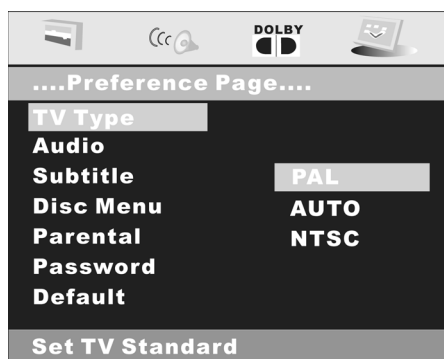 DOLBY
....Preference Page....
TV Type
Audio
Subtitle
PAL
Disc Menu
AUTO
Parental
NTSC
Password
Default
Set TV Standard